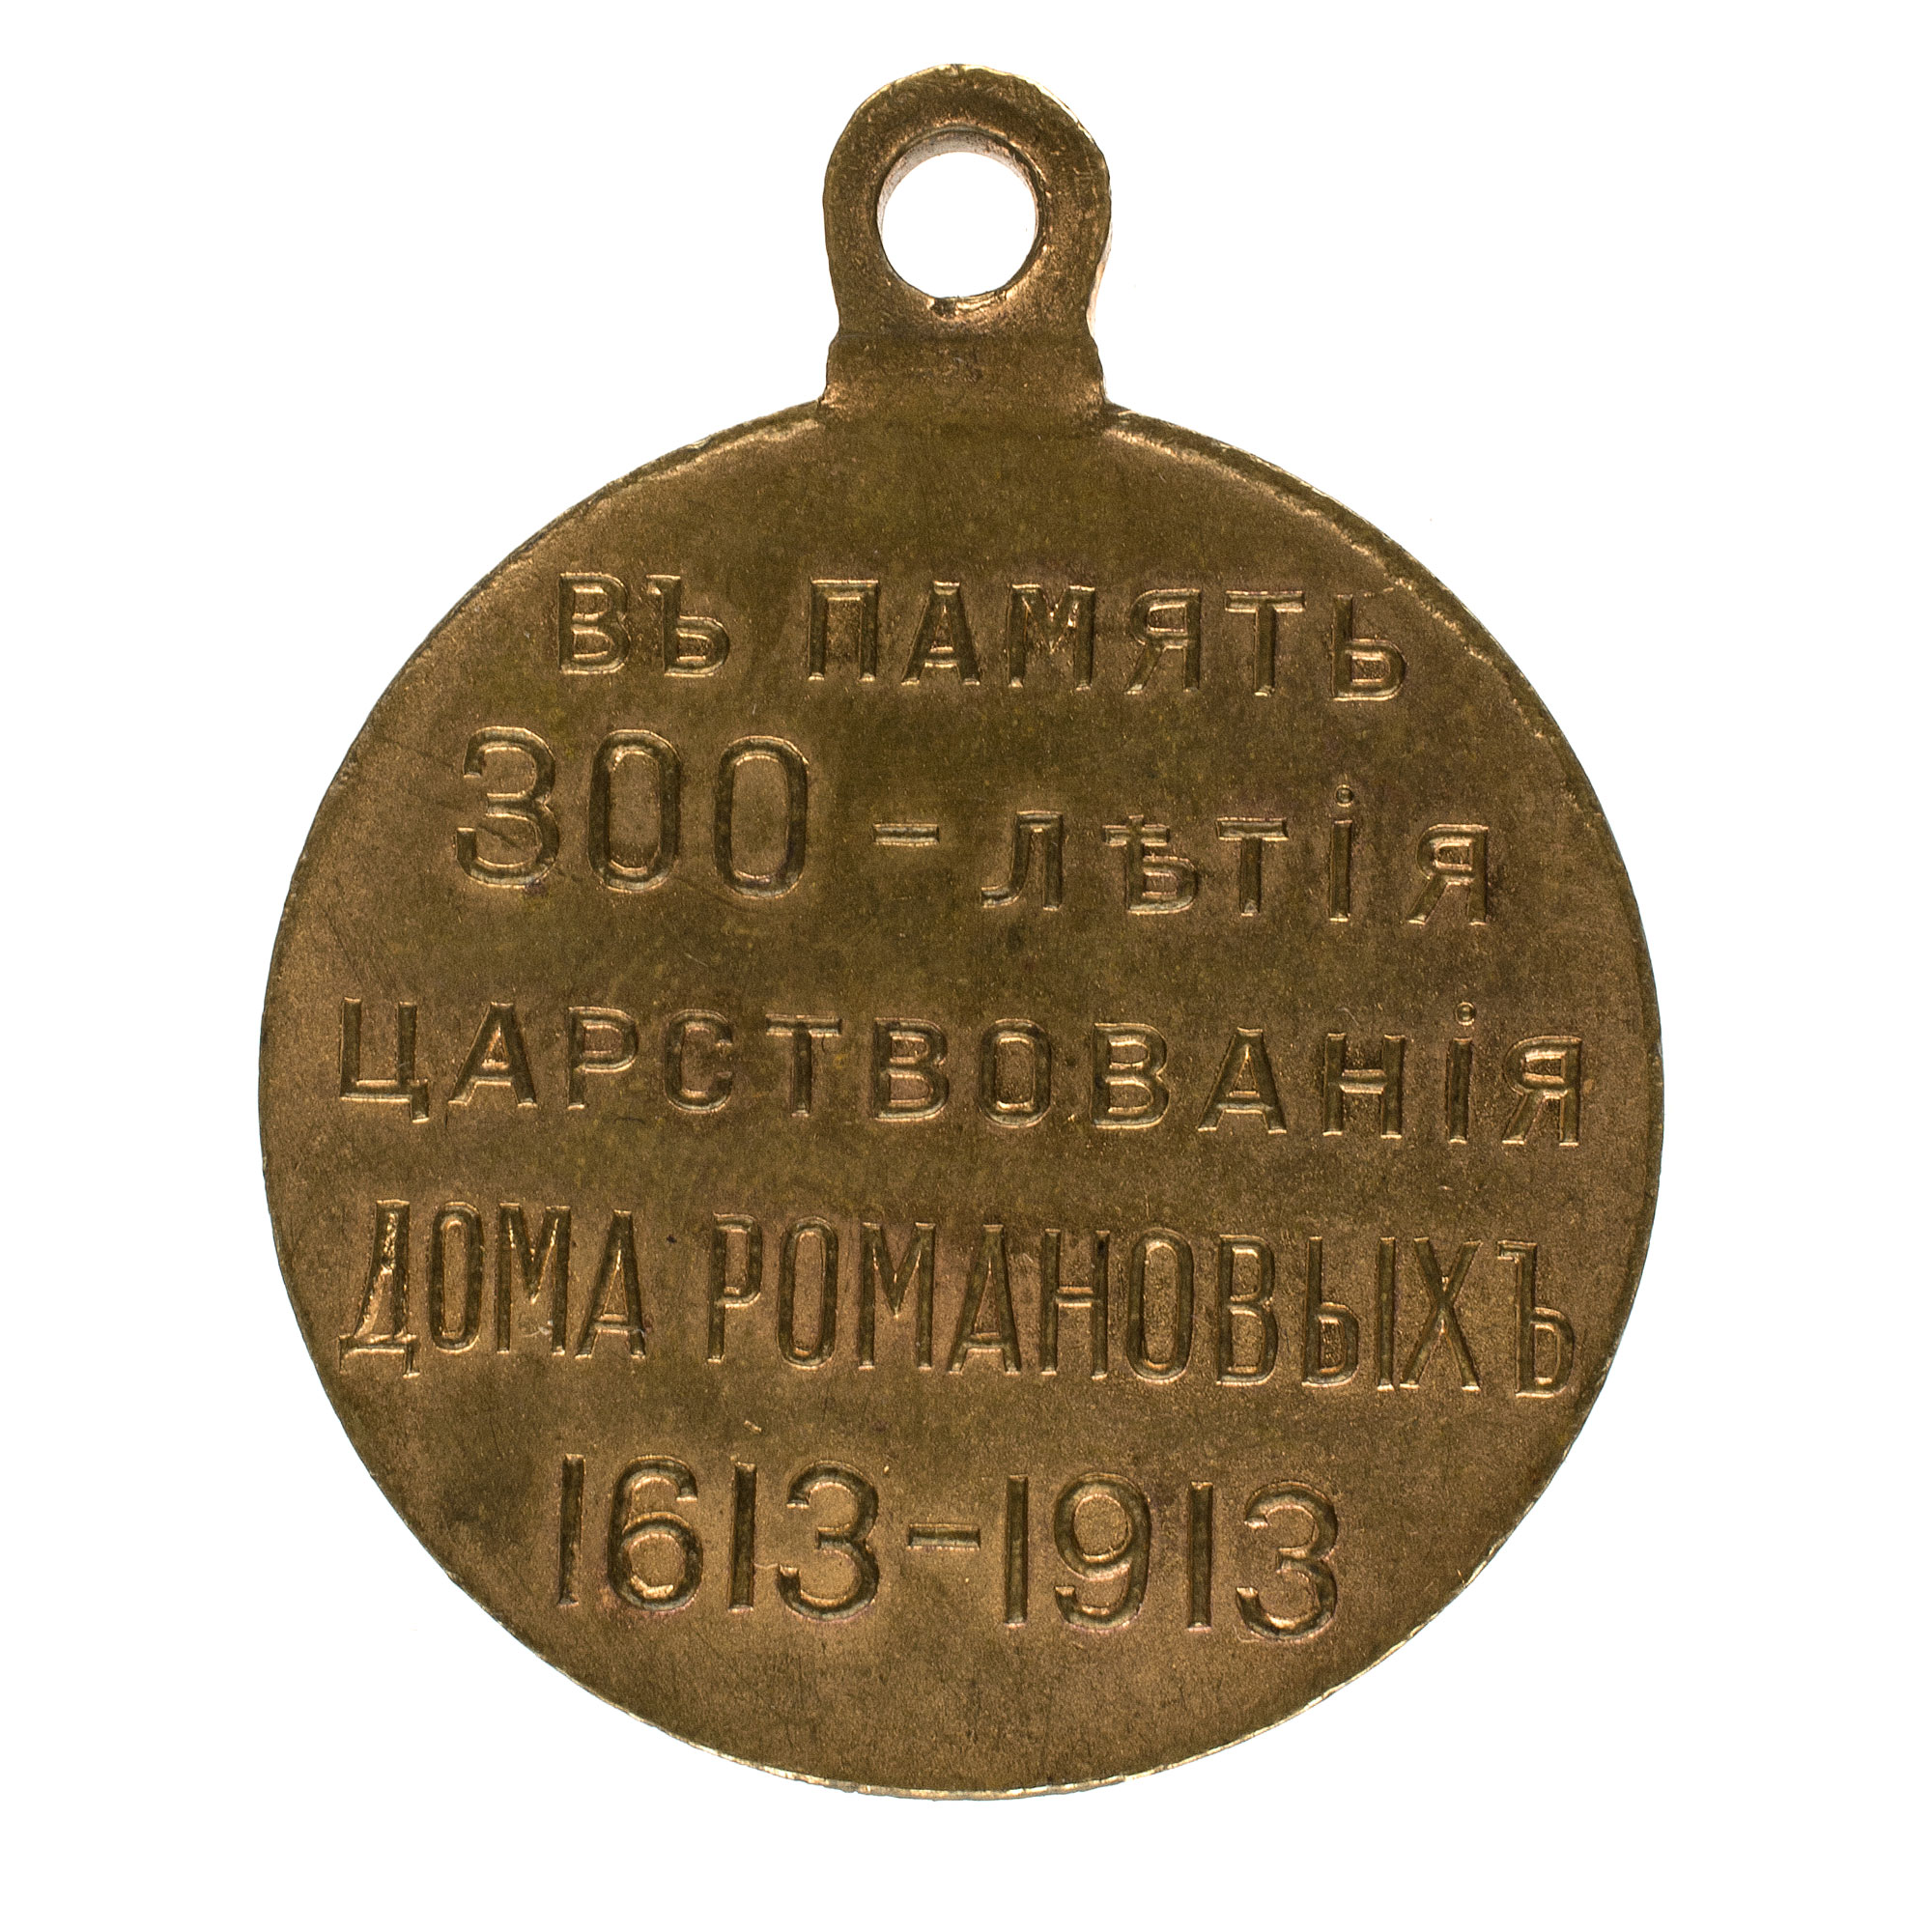 ВЪ ПАМЯТЬ
300-ЛѢТІЯ
ЦАРСТВОВАНІЯ
ДОМА РОМАНОВЫХЪ
1613-1913